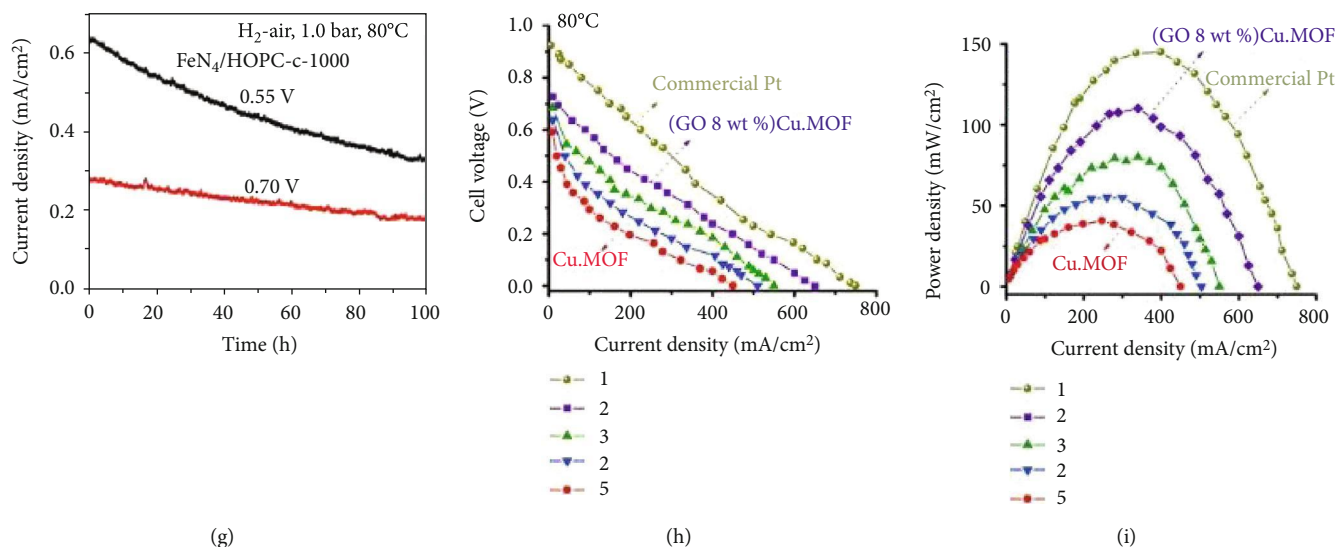 H₂-air, 1.0 bar, 80°C
FeN₄/HOPC-c-1000
0.55 V
0.70 V
Current density (mA/cm²)
0.6
0.4
0.2
0.0
0 20 40 60 80 100
Time (h)
(g)
80°C
Commercial Pt
(GO 8 wt %)Cu.MOF
Cu.MOF
Cell voltage (V)
1.0
0.8
0.6
0.4
0.2
0.0
0 200 400 600 800
Current density (mA/cm²)
1
2
3
2
5
(h)
(GO 8 wt %)Cu.MOF
Commercial Pt
Cu.MOF
Power density (mW/cm²)
150
100
50
0
0 200 400 600 800
Current density (mA/cm²)
1
2
3
2
5
(i)